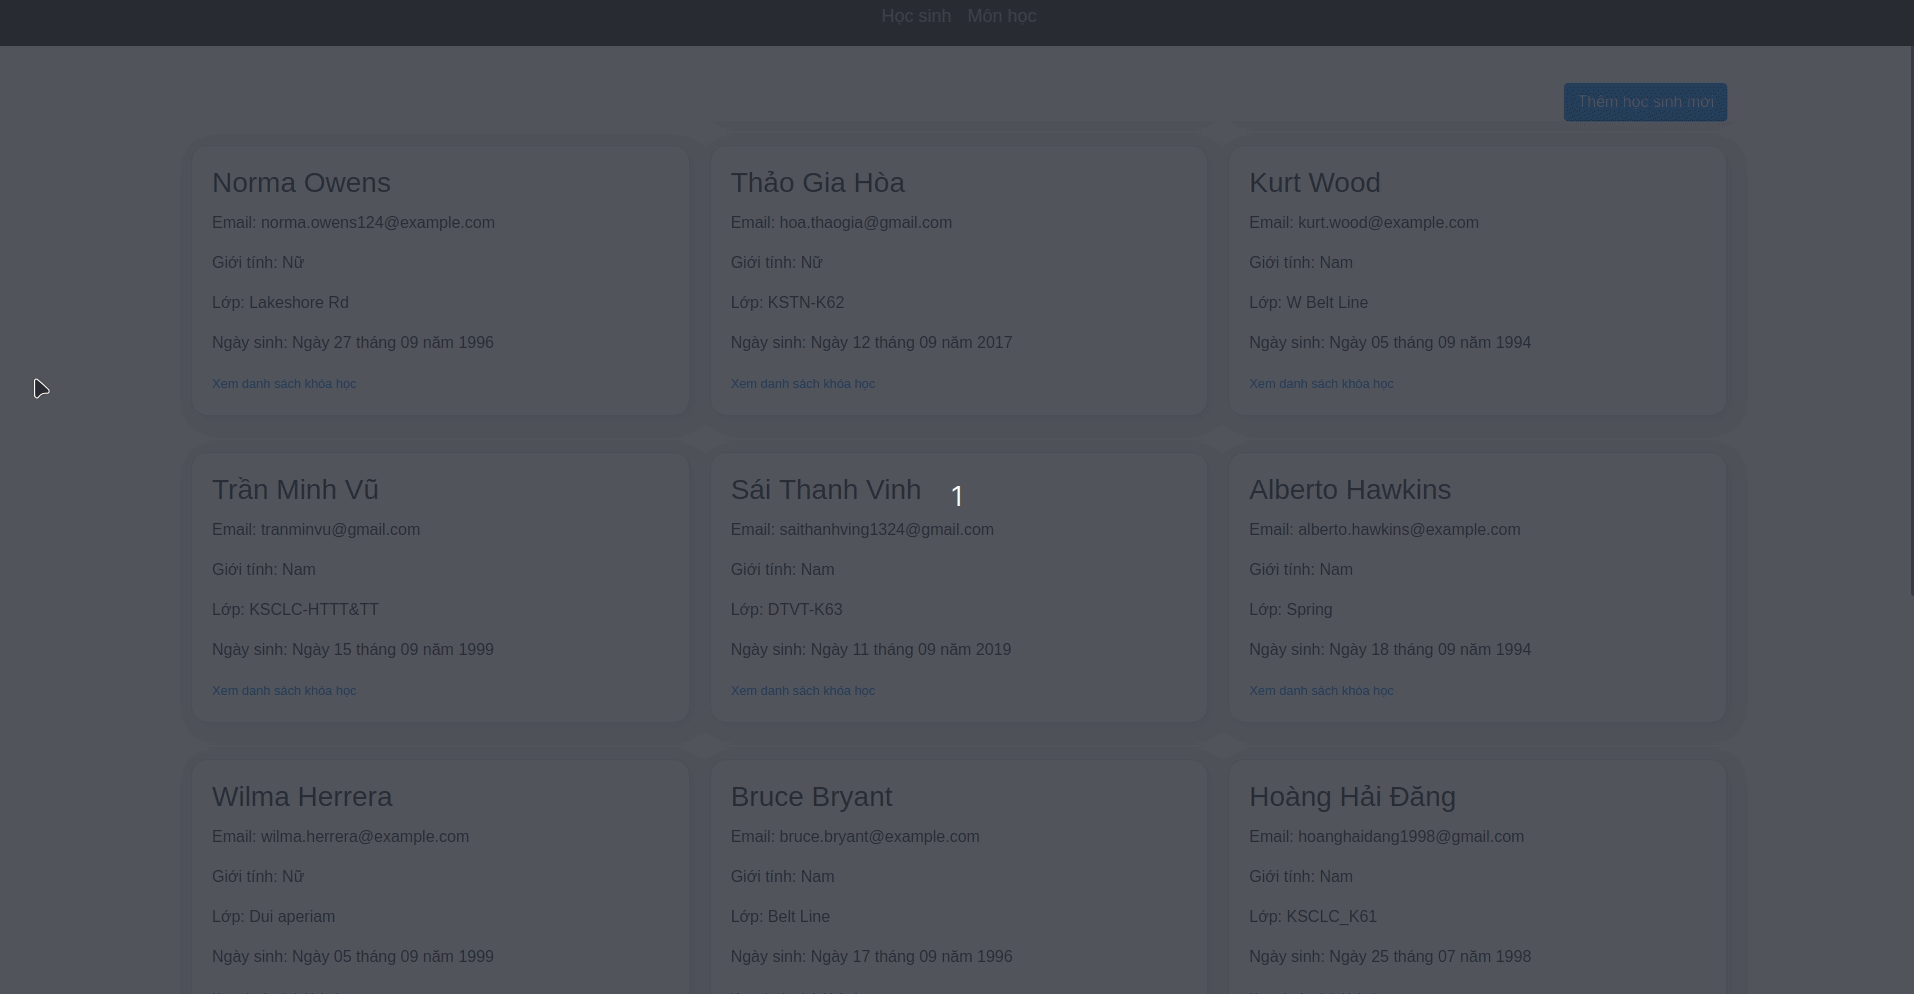 Học sinh Môn học
Thêm học sinh mới
Norma Owens
Email: norma.owens124@example.com
Giới tính: Nữ
Lớp: Lakeshore Rd
Ngày sinh: Ngày 27 tháng 09 năm 1996
Xem danh sách khóa học
Thảo Gia Hòa
Email: hoa.thaogia@gmail.com
Giới tính: Nữ
Lớp: KSTN-K62
Ngày sinh: Ngày 12 tháng 09 năm 2017
Xem danh sách khóa học
Kurt Wood
Email: kurt.wood@example.com
Giới tính: Nam
Lớp: W Belt Line
Ngày sinh: Ngày 05 tháng 09 năm 1994
Xem danh sách khóa học
Trần Minh Vũ
Email: tranminvu@gmail.com
Giới tính: Nam
Lớp: KSCLC-HTTT&TT
Ngày sinh: Ngày 15 tháng 09 năm 1999
Xem danh sách khóa học
Sái Thanh Vinh
1
Email: saithanhving1324@gmail.com
Giới tính: Nam
Lớp: DTVT-K63
Ngày sinh: Ngày 11 tháng 09 năm 2019
Xem danh sách khóa học
Alberto Hawkins
Email: alberto.hawkins@example.com
Giới tính: Nam
Lớp: Spring
Ngày sinh: Ngày 18 tháng 09 năm 1994
Xem danh sách khóa học
Wilma Herrera
Email: wilma.herrera@example.com
Giới tính: Nữ
Lớp: Dui aperiam
Ngày sinh: Ngày 05 tháng 09 năm 1999
Bruce Bryant
Email: bruce.bryant@example.com
Giới tính: Nam
Lớp: Belt Line
Ngày sinh: Ngày 17 tháng 09 năm 1996
Hoàng Hải Đăng
Email: hoanghaidang1998@gmail.com
Giới tính: Nam
Lớp: KSCLC_K61
Ngày sinh: Ngày 25 tháng 07 năm 1998